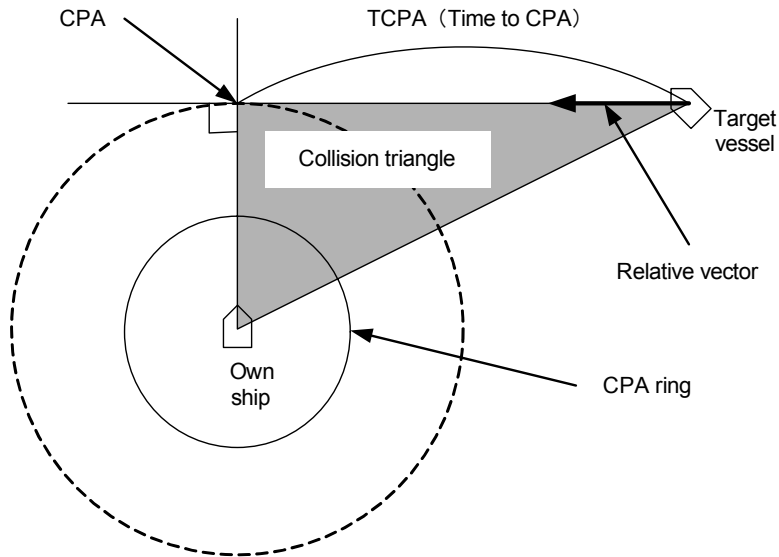 CPA
TCPA（Time to CPA）
Target
vessel
Collision triangle
Relative vector
Own
ship
CPA ring